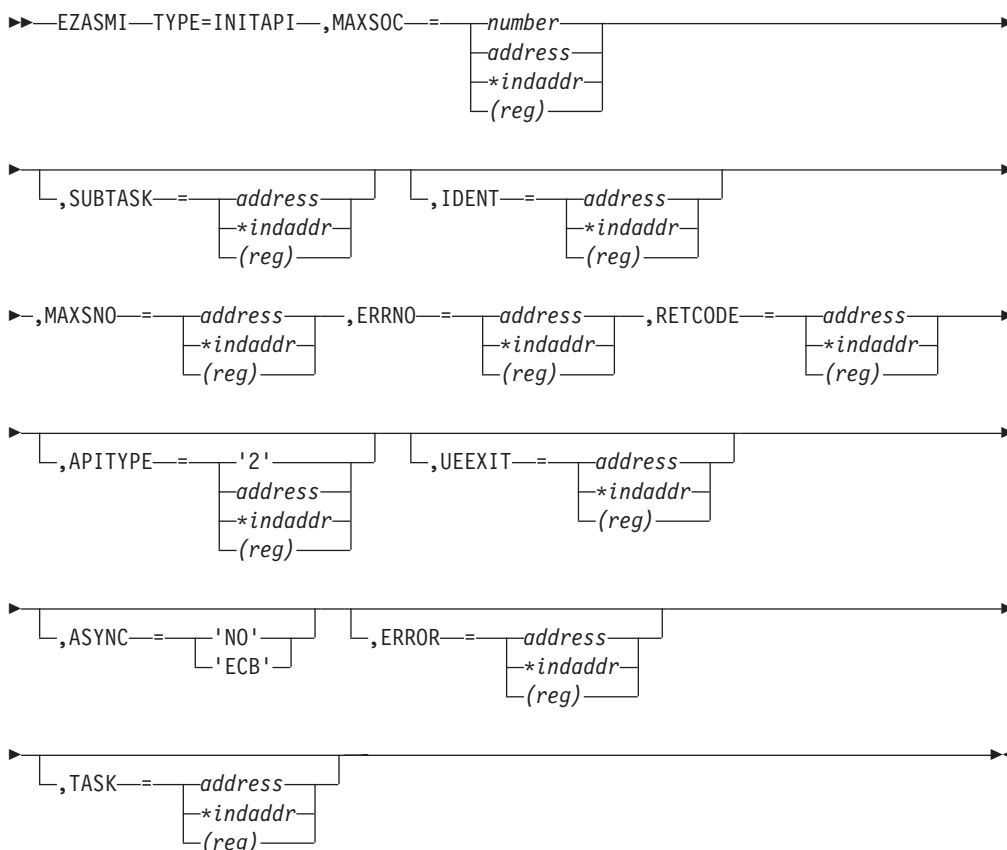 EZASMI TYPE=INITAPI ,MAXSOC = number
address
*indaddr
(reg)
,SUBTASK = address ,IDENT = address
*indaddr *indaddr
(reg) (reg)
,MAXSNO = address ,ERRNO = address ,RETCODE = address
*indaddr *indaddr *indaddr
(reg) (reg) (reg)
,APITYPE = '2' ,UEEXIT = address
address *indaddr
*indaddr (reg)
(reg)
,ASYNC = 'NO' ,ERROR = address
'ECB' *indaddr
(reg)
,TASK = address
*indaddr
(reg)